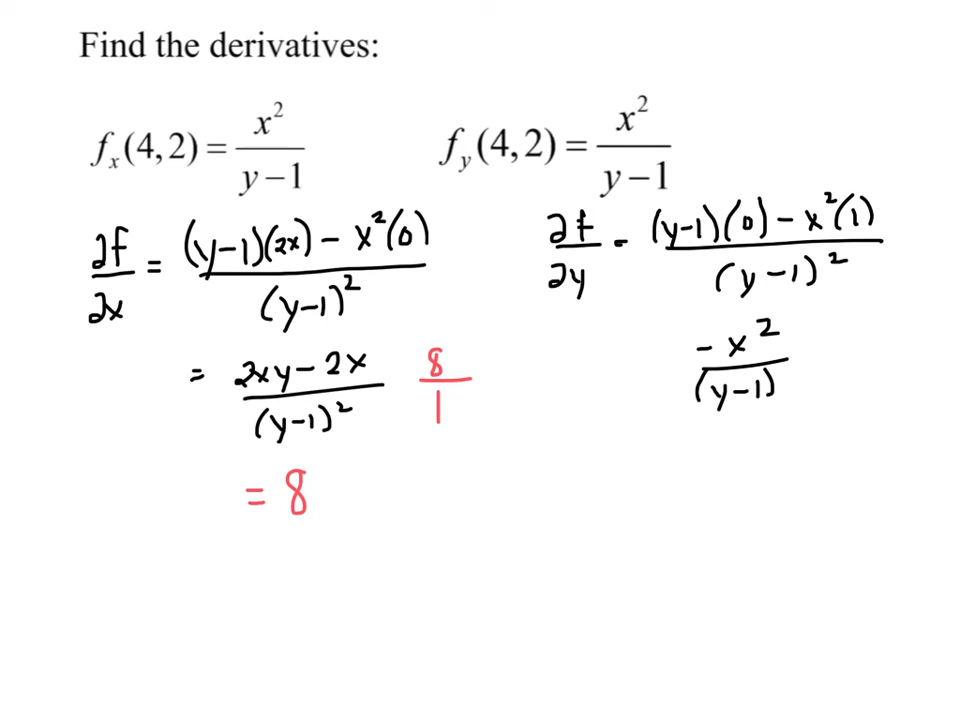 Find the derivatives:
f_x(4,2) = x^2/(y−1)
f_y(4,2) = x^2/(y−1)
∂f/∂x = ((y−1)(2x) − x^2(0))/(y−1)^2
= (2xy − 2x)/(y−1)^2
8/1
= 8
∂f/∂y = ((y−1)(0) − x^2(1))/(y−1)^2
−x^2/(y−1)